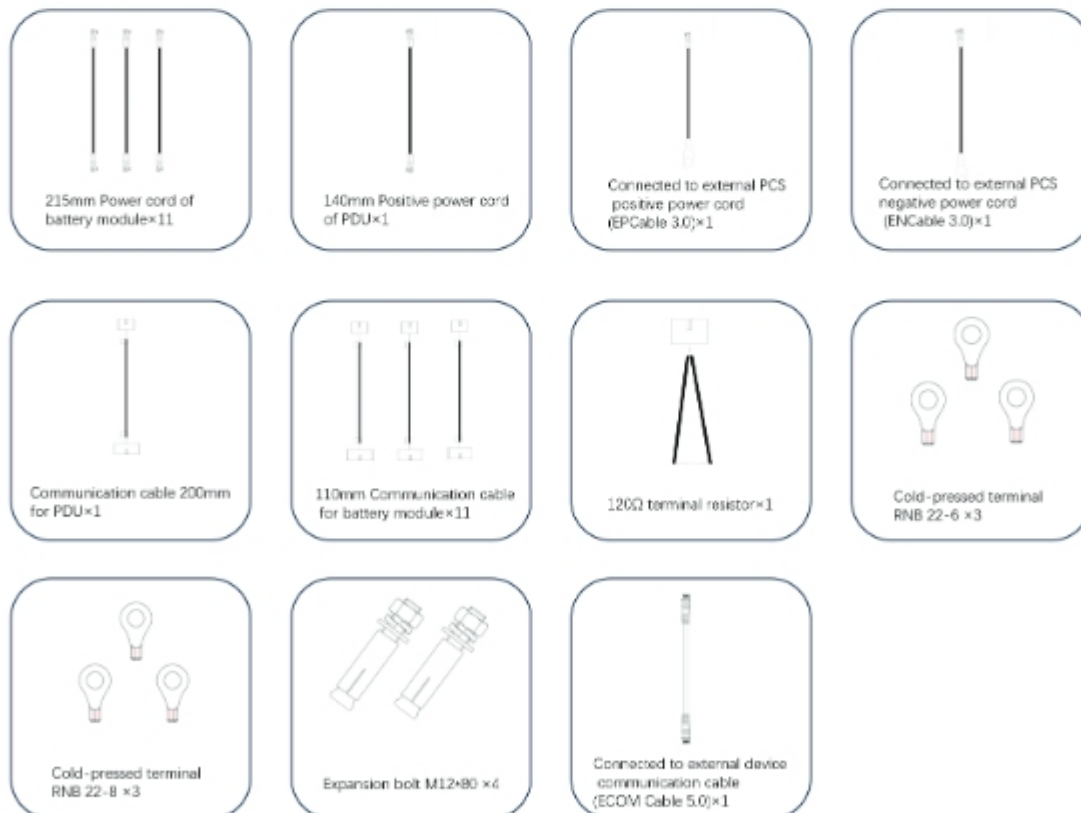 215mm Power cord of
battery module×11
140mm Positive power cord
of PDU×1
Connected to external PCS
positive power cord
(EPCable 3.0)×1
Connected to external PCS
negative power cord
(ENCable 3.0)×1
Communication cable 200mm
for PDU×1
110mm Communication cable
for battery module×11
120Ω terminal resistor×1
Cold-pressed terminal
RNB 22-6 ×3
Cold-pressed terminal
RNB 22-8 ×3
Expansion bolt M12*80 ×4
Connected to external device
communication cable
(ECOM Cable 5.0)×1